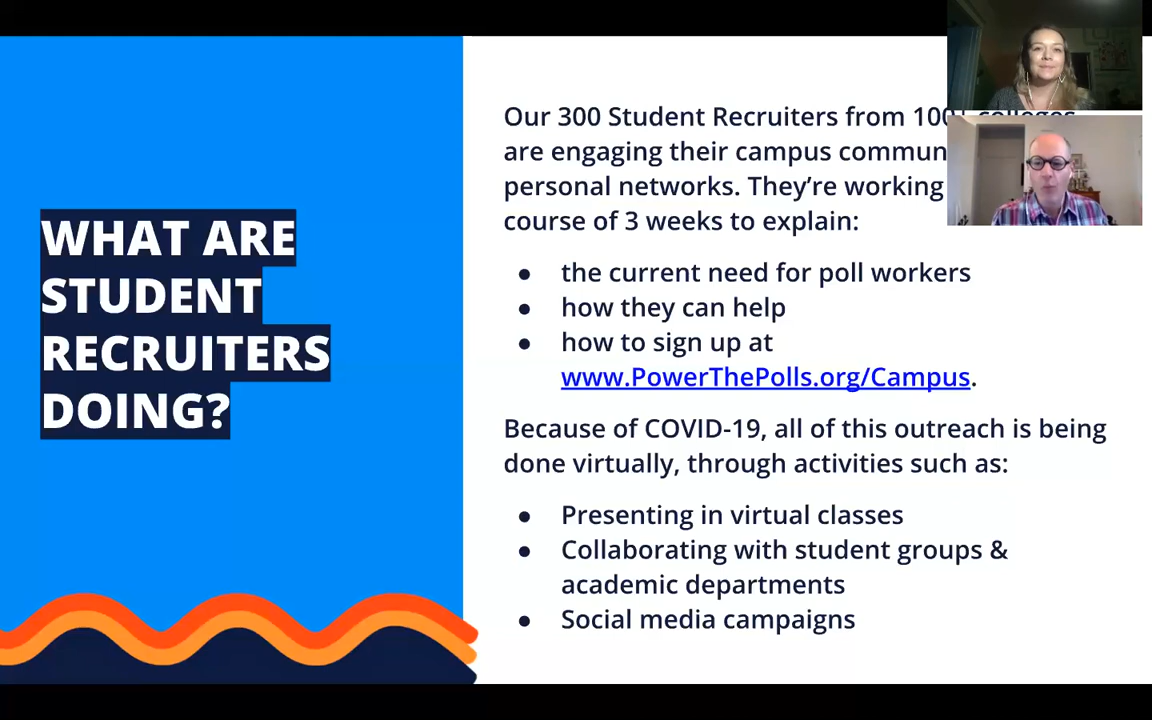 WHAT ARE
STUDENT
RECRUITERS
DOING?
Our 300 Student Recruiters from 100+ colleges
are engaging their campus
personal networks. They're working
course of 3 weeks to explain:
● the current need for poll workers
● how they can help
● how to sign up at
www.PowerThePolls.org/Campus.
Because of COVID-19, all of this outreach is being
done virtually, through activities such as:
● Presenting in virtual classes
● Collaborating with student groups &
academic departments
● Social media campaigns